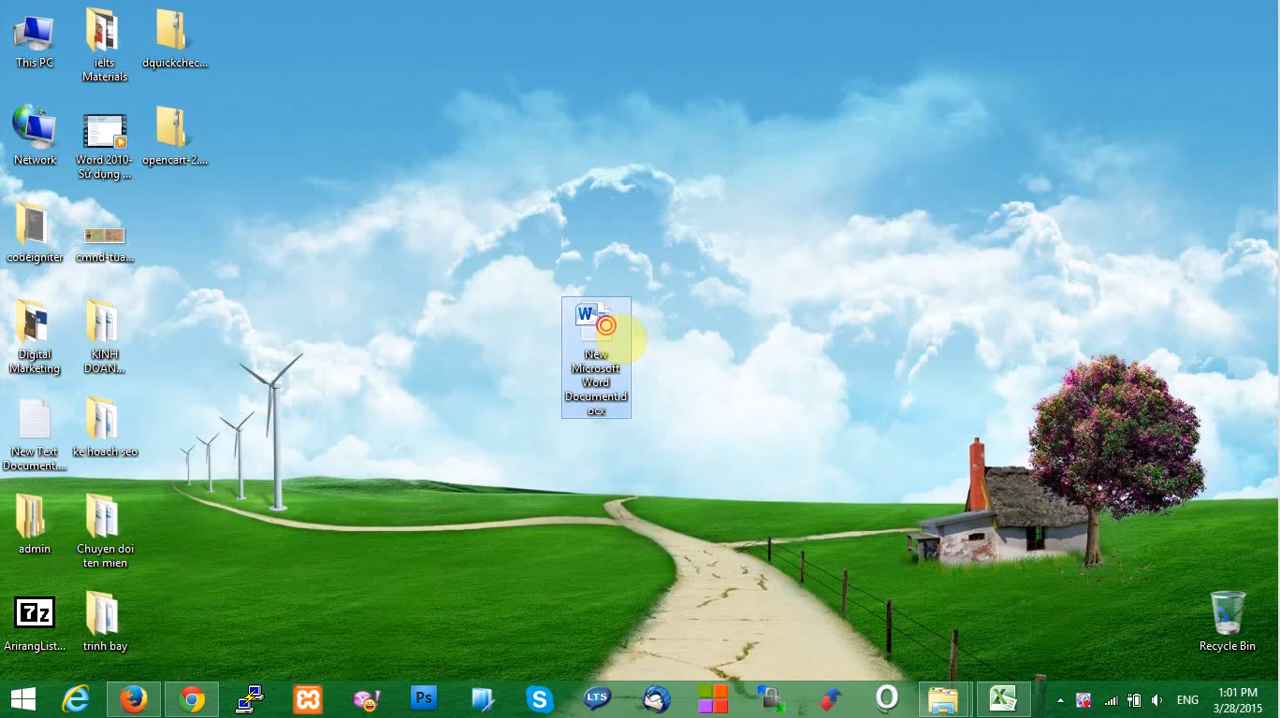 This PC
ielts
Materials
dquickchec...
Network
Word 2010-
Sử dụng ...
opencart-2....
codeigniter
cmnd-tua...
Digital
Marketing
KINH
DOAN...
New Text
Document....
ke hoach seo
admin
Chuyen doi
ten mien
7z
ArirangList...
trinh bay
W
New
Microsoft
Word
Document.d
ocx
Recycle Bin
Ps
LTS
ENG
1:01 PM
3/28/2015